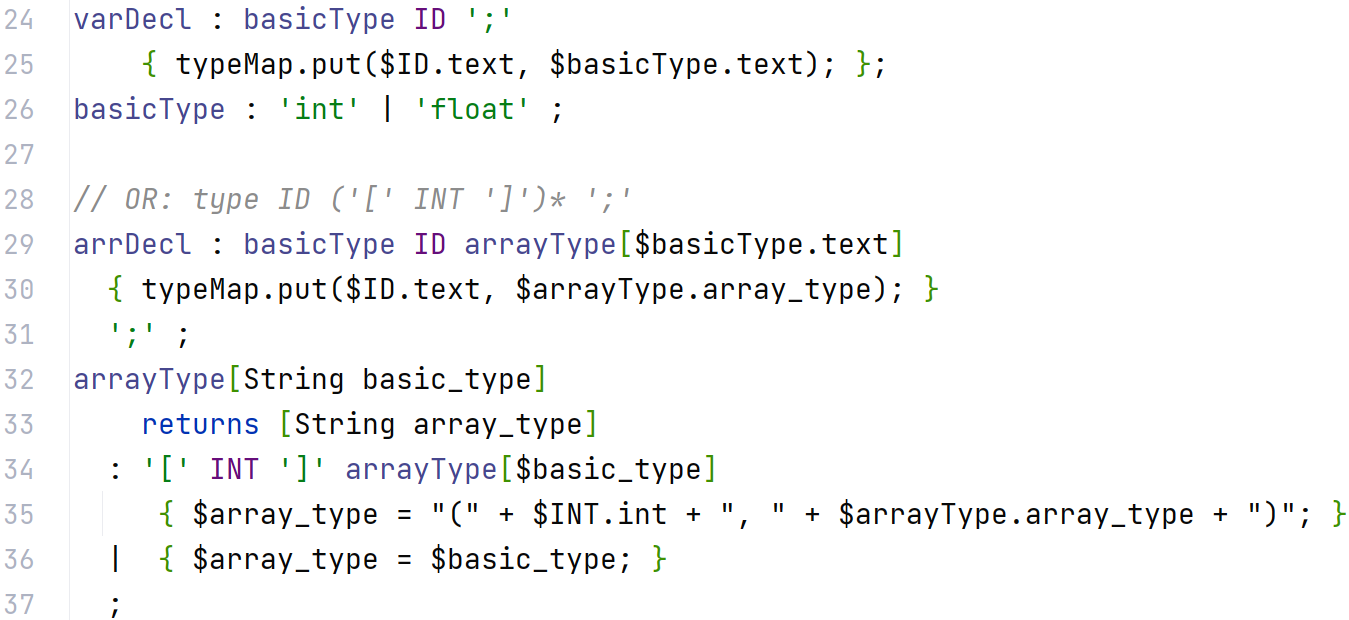 24 varDecl : basicType ID ';'
25     { typeMap.put($ID.text, $basicType.text); };
26 basicType : 'int' | 'float' ;
27
28 // OR: type ID ('[' INT ']')* ';'
29 arrDecl : basicType ID arrayType[$basicType.text]
30   { typeMap.put($ID.text, $arrayType.array_type); }
31   ';' ;
32 arrayType[String basic_type]
33     returns [String array_type]
34   : '[' INT ']' arrayType[$basic_type]
35      { $array_type = "(" + $INT.int + ", " + $arrayType.array_type + ")"; }
36   |  { $array_type = $basic_type; }
37   ;